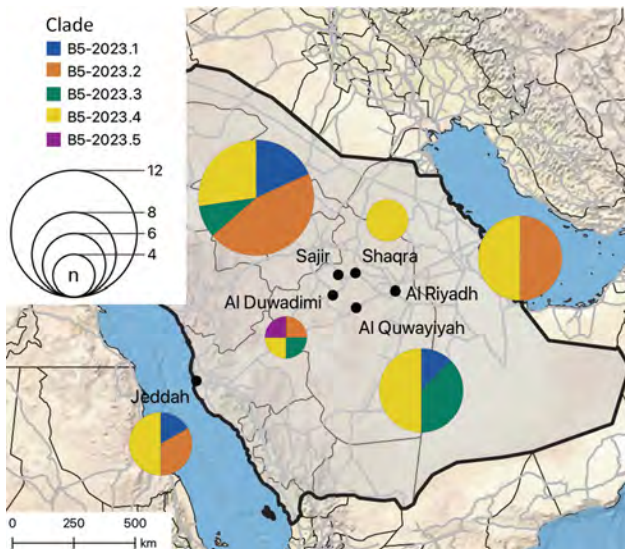 Clade
B5-2023.1
B5-2023.2
B5-2023.3
B5-2023.4
B5-2023.5
12
8
6
4
n
Sajir Shaqra
Al Duwadimi Al Riyadh
Al Quwayiyah
Jeddah
0 250 500
km